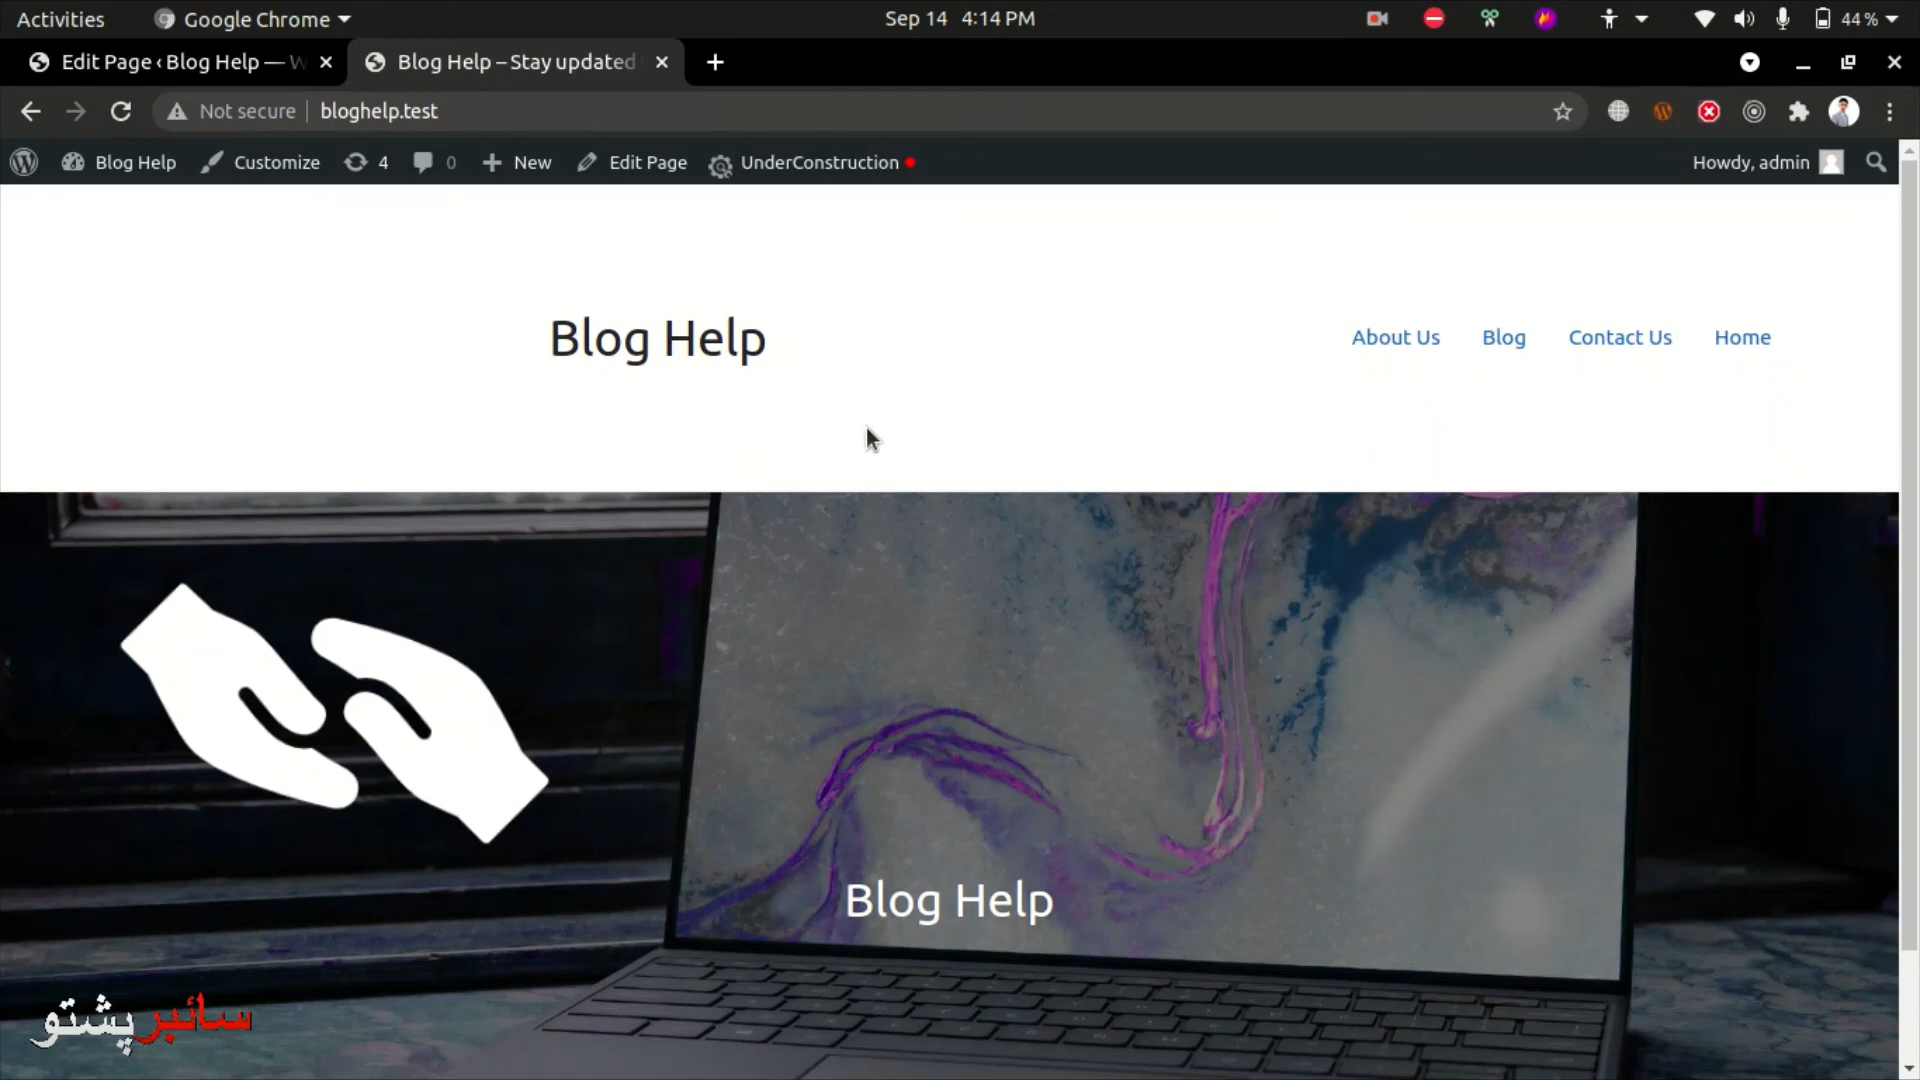 Activities Google Chrome Sep 14 4:14 PM 44 %
Edit Page ‹ Blog Help — W Blog Help – Stay updated
Not secure bloghelp.test
Blog Help Customize 4 0 New Edit Page UnderConstruction Howdy, admin
Blog Help About Us Blog Contact Us Home
Blog Help
سائبر پشتو